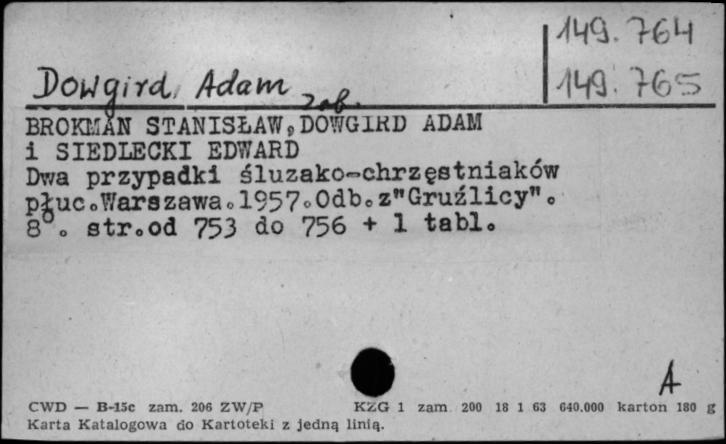 149.764
Dowgird, Adam zob. 149.765
BROKMAN STANISŁAW, DOWGIRD ADAM
i SIEDLECKI EDWARD
Dwa przypadki śluzako-chrzęstniaków
płuc.Warszawa.1957.Odb.z"Gruźlicy".
8°. str.od 753 do 756 + 1 tabl.
A
CWD — B-15c zam. 206 ZW/P KZG 1 zam 200 18 1 63 640.000 karton 180 g
Karta Katalogowa do Kartoteki z jedną linią.